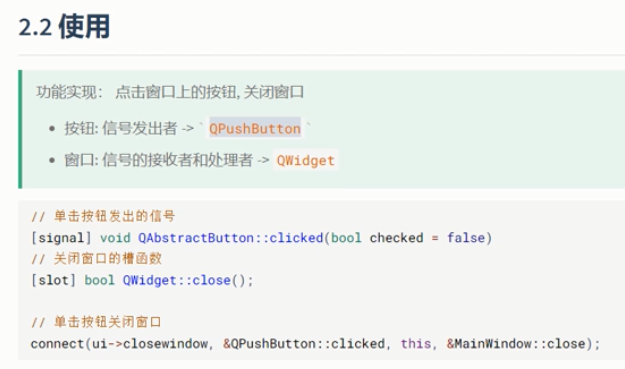 2.2 使用
功能实现： 点击窗口上的按钮, 关闭窗口
• 按钮: 信号发出者 -> ` QPushButton `
• 窗口: 信号的接收者和处理者 -> QWidget
// 单击按钮发出的信号
[signal] void QAbstractButton::clicked(bool checked = false)
// 关闭窗口的槽函数
[slot] bool QWidget::close();
// 单击按钮关闭窗口
connect(ui->closewindow, &QPushButton::clicked, this, &MainWindow::close);